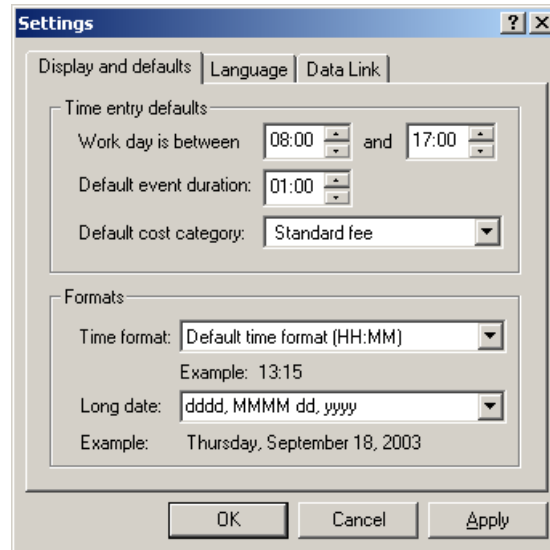 Settings
Display and defaults Language Data Link
Time entry defaults
Work day is between 08:00 and 17:00
Default event duration: 01:00
Default cost category: Standard fee
Formats
Time format: Default time format (HH:MM)
Example: 13:15
Long date: dddd, MMMM dd, yyyy
Example: Thursday, September 18, 2003
OK Cancel Apply